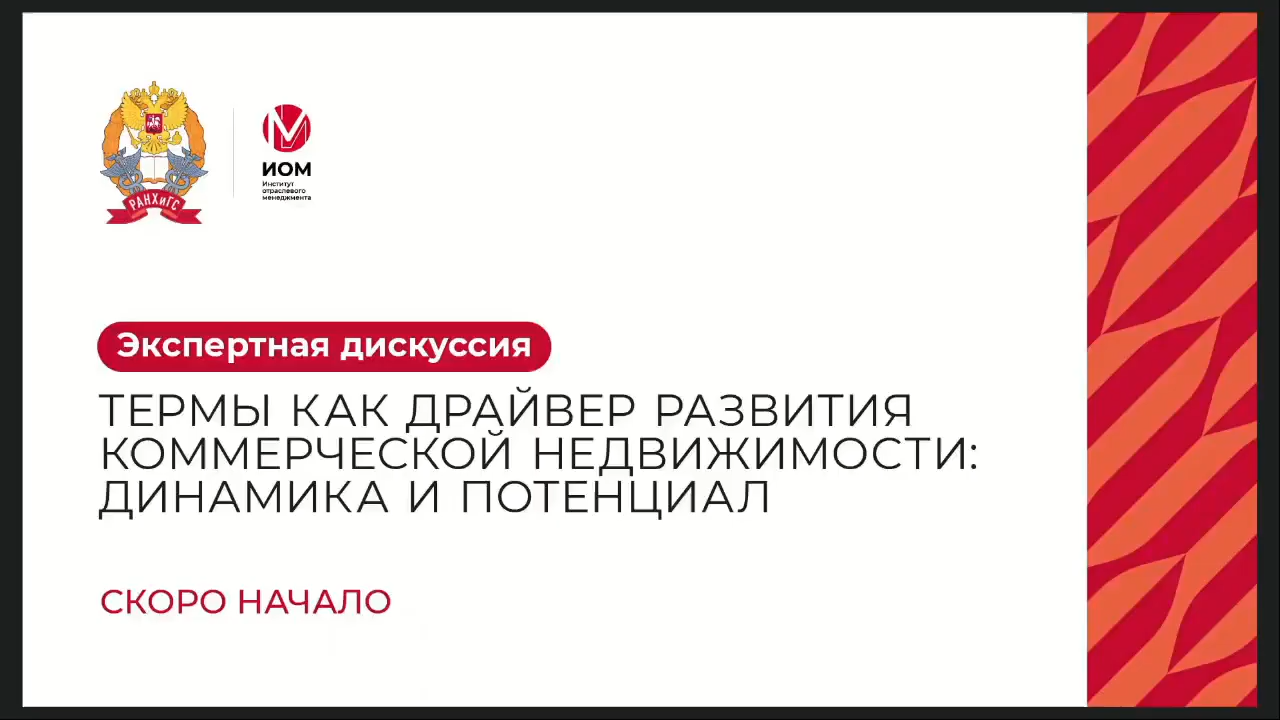 РАНХиГС
ИОМ
Институт
отраслевого
менеджмента
Экспертная дискуссия
ТЕРМЫ КАК ДРАЙВЕР РАЗВИТИЯ
КОММЕРЧЕСКОЙ НЕДВИЖИМОСТИ:
ДИНАМИКА И ПОТЕНЦИАЛ
СКОРО НАЧАЛО